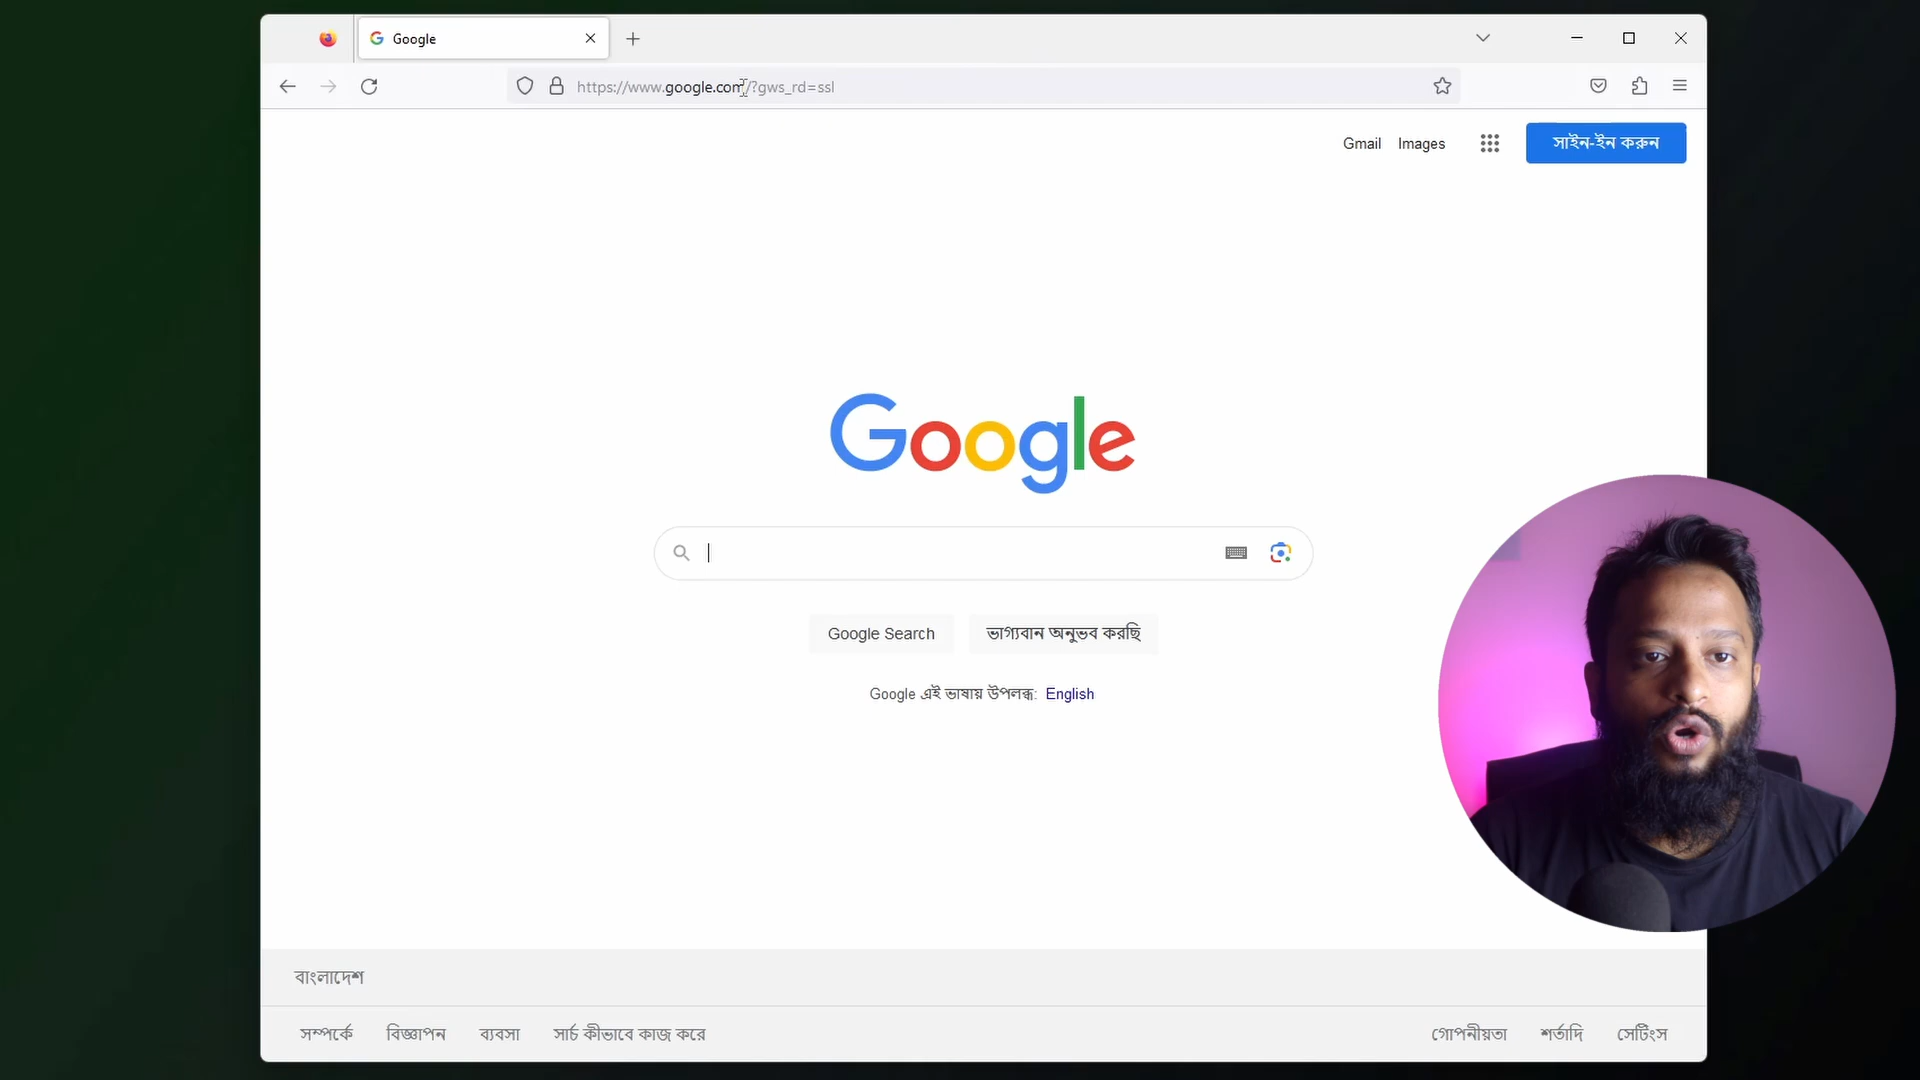 Google
https://www.google.com/?gws_rd=ssl
Gmail Images সাইন-ইন করুন
Google
Google Search ভাগ্যবান অনুভব করছি
Google এই ভাষায় উপলব্ধ: English
বাংলাদেশ
সম্পর্কে বিজ্ঞাপন ব্যবসা সার্চ কীভাবে কাজ করে গোপনীয়তা শর্তাদি সেটিংস